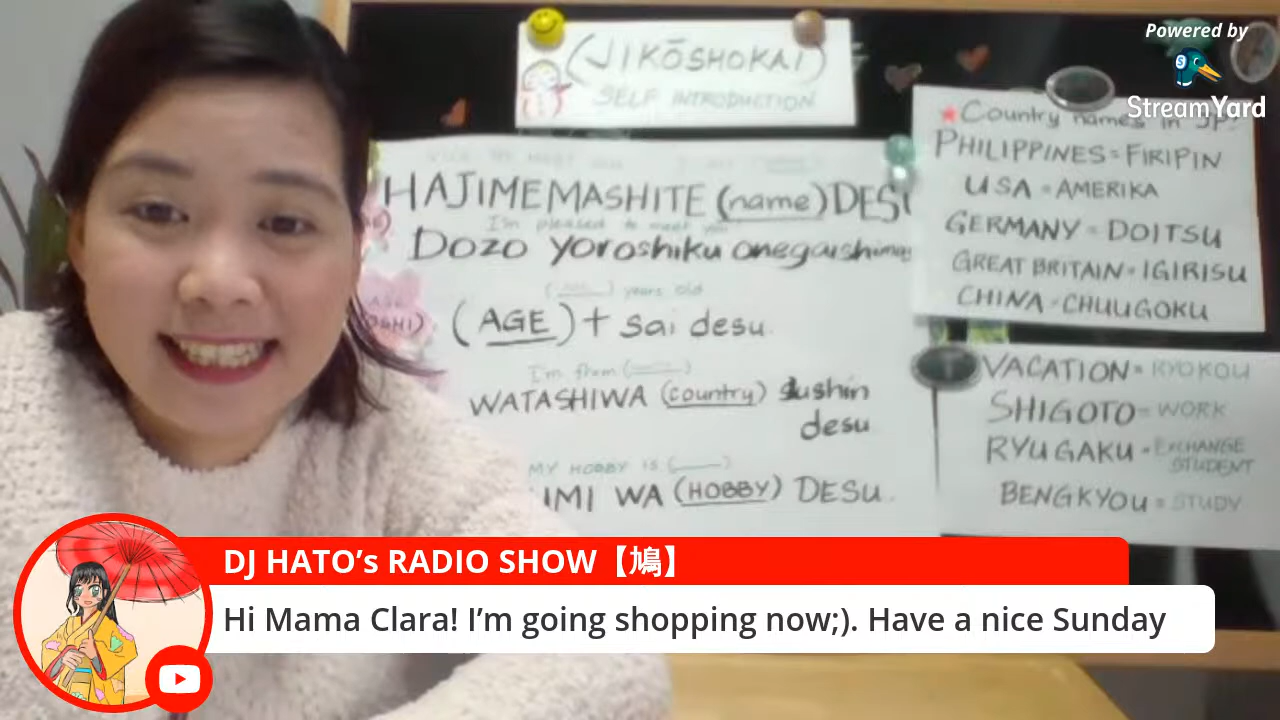 Powered by
StreamYard
(JIKŌSHOKAI)
SELF INTRODUCTION
HAJIMEMASHITE (name) DESU
I'm pleased to meet you
Dozo yoroshiku onegaishimas
years old
(AGE) + sai desu.
I'm from (
WATASHIWA (country) shushin
desu
MY HOBBY IS (____)
IMI WA (HOBBY) DESU.
Country names in JP.
PHILIPPINES = FIRIPIN
USA = AMERIKA
GERMANY = DOITSU
GREAT BRITAIN = IGIRISU
CHINA = CHUUGOKU
VACATION = RYOKOU
SHIGOTO = WORK
RYUGAKU = EXCHANGE
STUDENT
BENGKYOU = STUDY
DJ HATO’s RADIO SHOW【鳩】
Hi Mama Clara! I’m going shopping now;). Have a nice Sunday